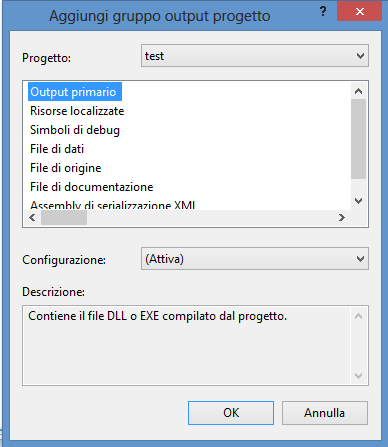 Aggiungi gruppo output progetto
Progetto: test
Output primario
Risorse localizzate
Simboli di debug
File di dati
File di origine
File di documentazione
Assembly di serializzazione XML
Configurazione: (Attiva)
Descrizione:
Contiene il file DLL o EXE compilato dal progetto.
OK Annulla